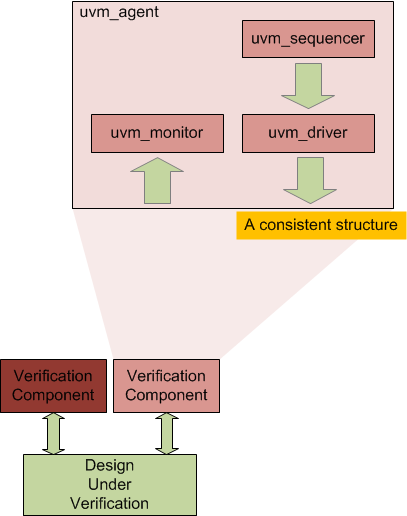 uvm_agent
uvm_sequencer
uvm_monitor
uvm_driver
A consistent structure
Verification
Component
Verification
Component
Design
Under
Verification